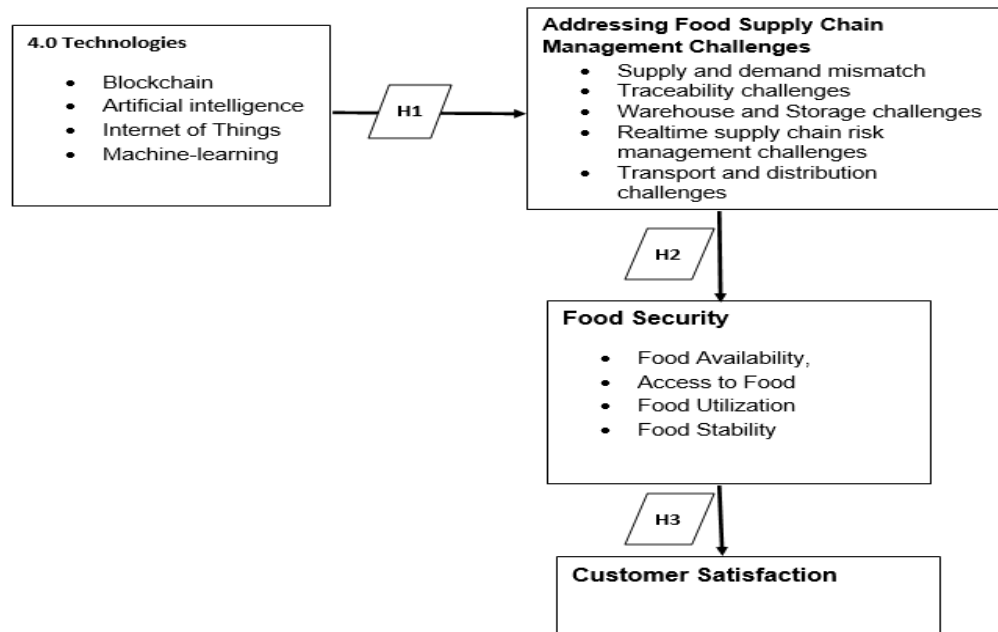 4.0 Technologies
• Blockchain
• Artificial intelligence
• Internet of Things
• Machine-learning
H1
Addressing Food Supply Chain
Management Challenges
• Supply and demand mismatch
• Traceability challenges
• Warehouse and Storage challenges
• Realtime supply chain risk
management challenges
• Transport and distribution
challenges
H2
Food Security
• Food Availability,
• Access to Food
• Food Utilization
• Food Stability
H3
Customer Satisfaction